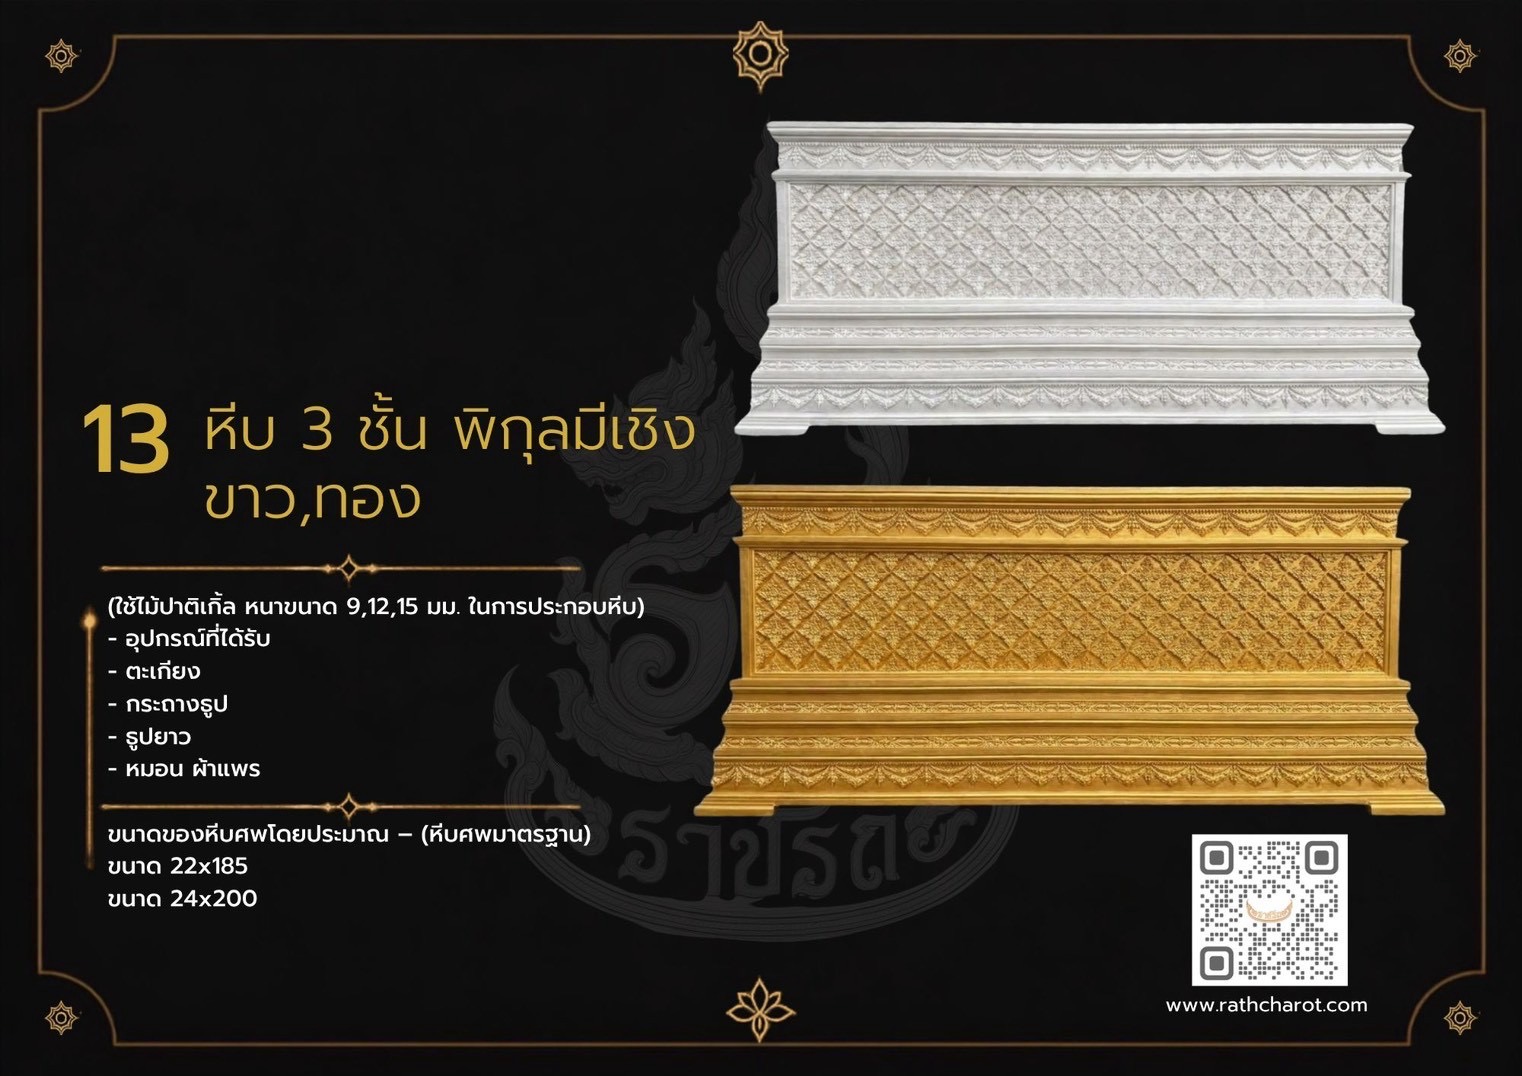 13 หีบ 3 ชั้น พิกุลมีเชิง
ขาว,ทอง
(ใช้ไม้ปาติเกิ้ล หนาขนาด 9,12,15 มม. ในการประกอบหีบ)
- อุปกรณ์ที่ได้รับ
- ตะเกียง
- กระถางธูป
- ธูปยาว
- หมอน ผ้าแพร
ขนาดของหีบศพโดยประมาณ – (หีบศพมาตรฐาน)
ขนาด 22x185
ขนาด 24x200
ราชรถ
www.rathcharot.com